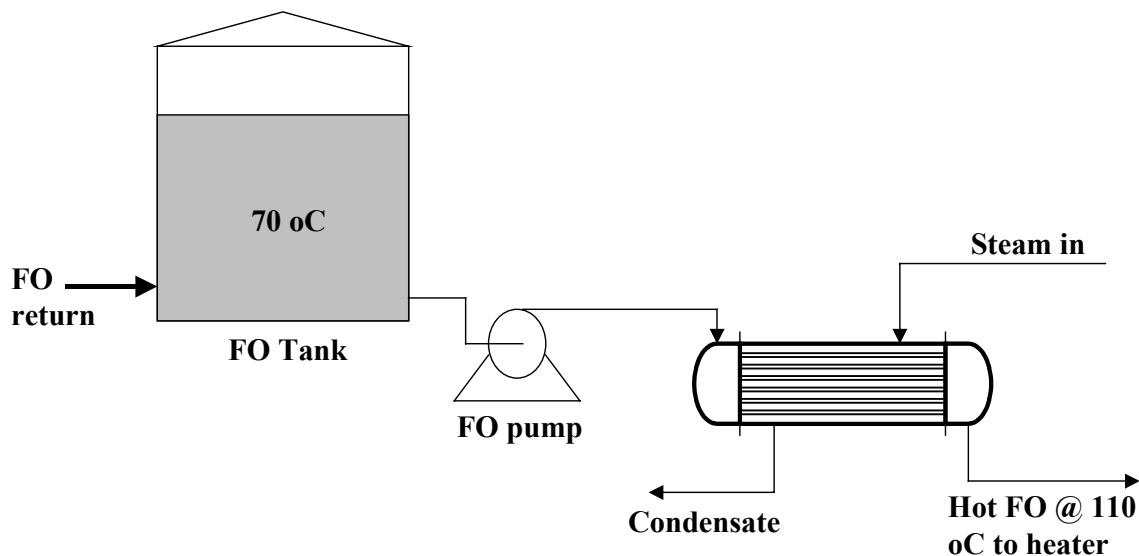 70 oC
FO
return
FO Tank
FO pump
Steam in
Condensate
Hot FO @ 110
oC to heater